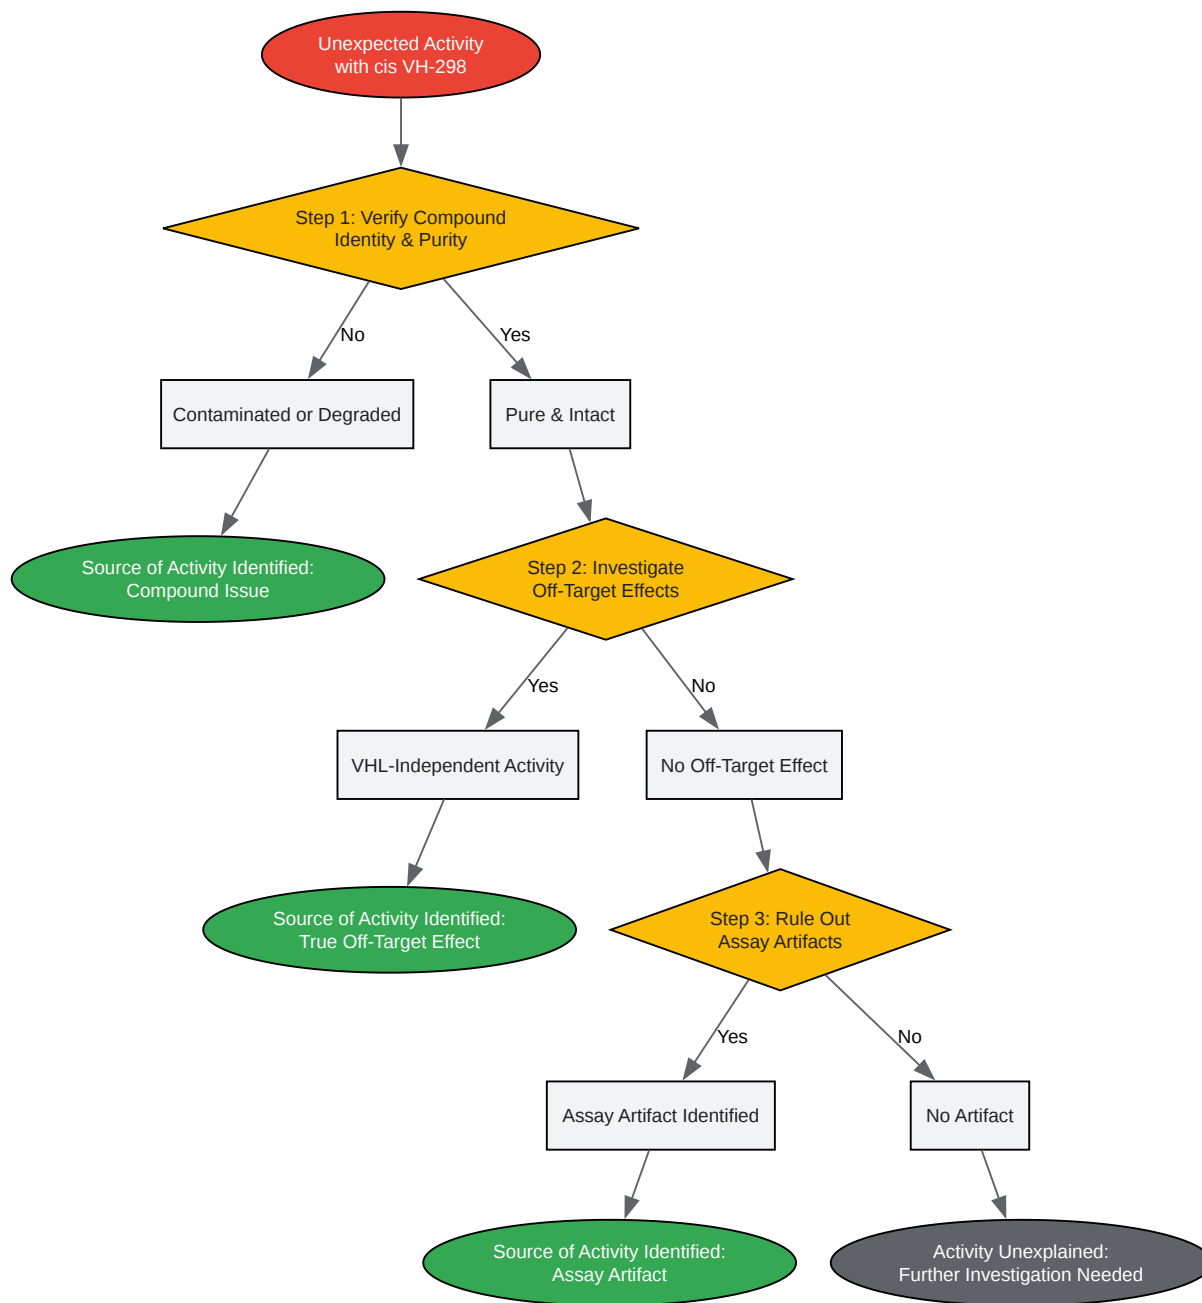 Unexpected Activity
with cis VH-298
Step 1: Verify Compound
Identity & Purity
No
Yes
Contaminated or Degraded
Pure & Intact
Source of Activity Identified:
Compound Issue
Step 2: Investigate
Off-Target Effects
Yes
No
VHL-Independent Activity
No Off-Target Effect
Source of Activity Identified:
True Off-Target Effect
Step 3: Rule Out
Assay Artifacts
Yes
No
Assay Artifact Identified
No Artifact
Source of Activity Identified:
Assay Artifact
Activity Unexplained:
Further Investigation Needed